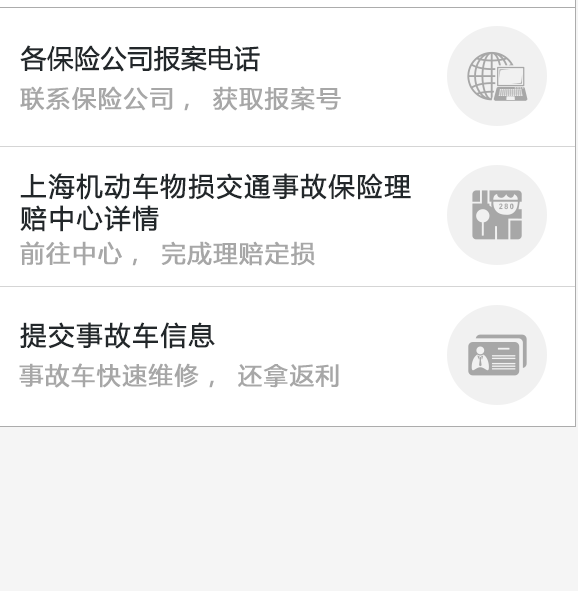 各保险公司报案电话
联系保险公司， 获取报案号
上海机动车物损交通事故保险理
赔中心详情
280
前往中心， 完成理赔定损
提交事故车信息
事故车快速维修， 还拿返利